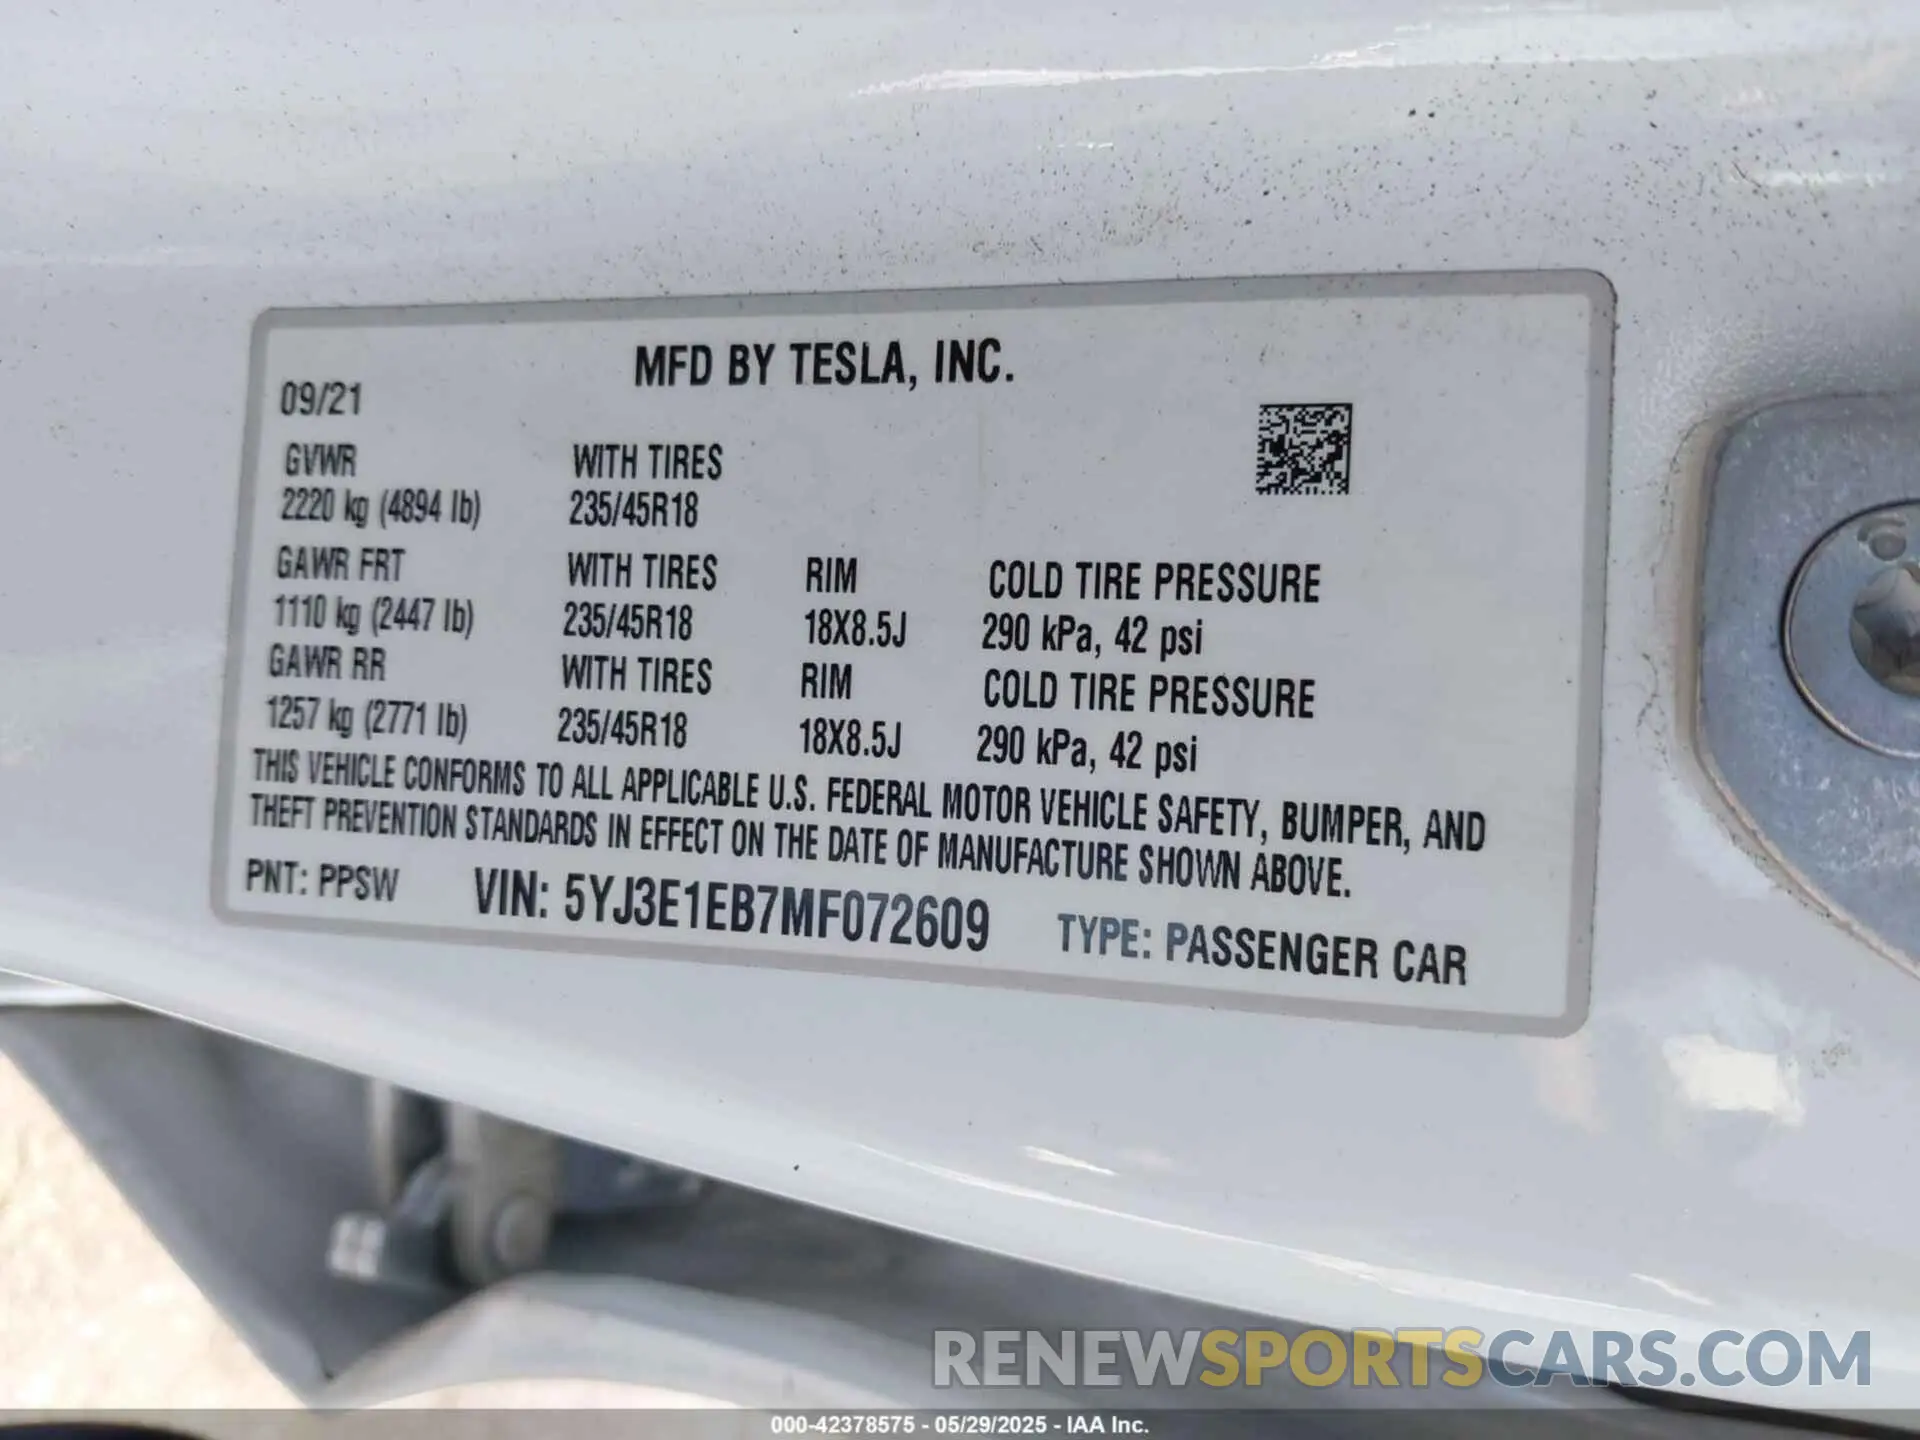 MFD BY TESLA, INC.
09/21
GVWR WITH TIRES
2220 kg (4894 lb) 235/45R18
GAWR FRT WITH TIRES RIM COLD TIRE PRESSURE
1110 kg (2447 lb) 235/45R18 18X8.5J 290 kPa, 42 psi
GAWR RR WITH TIRES RIM COLD TIRE PRESSURE
1257 kg (2771 lb) 235/45R18 18X8.5J 290 kPa, 42 psi
THIS VEHICLE CONFORMS TO ALL APPLICABLE U.S. FEDERAL MOTOR VEHICLE SAFETY, BUMPER, AND
THEFT PREVENTION STANDARDS IN EFFECT ON THE DATE OF MANUFACTURE SHOWN ABOVE.
PNT: PPSW VIN: 5YJ3E1EB7MF072609 TYPE: PASSENGER CAR
RENEWSPORTSCARS.COM
000-42378575 - 05/29/2025 - IAA Inc.